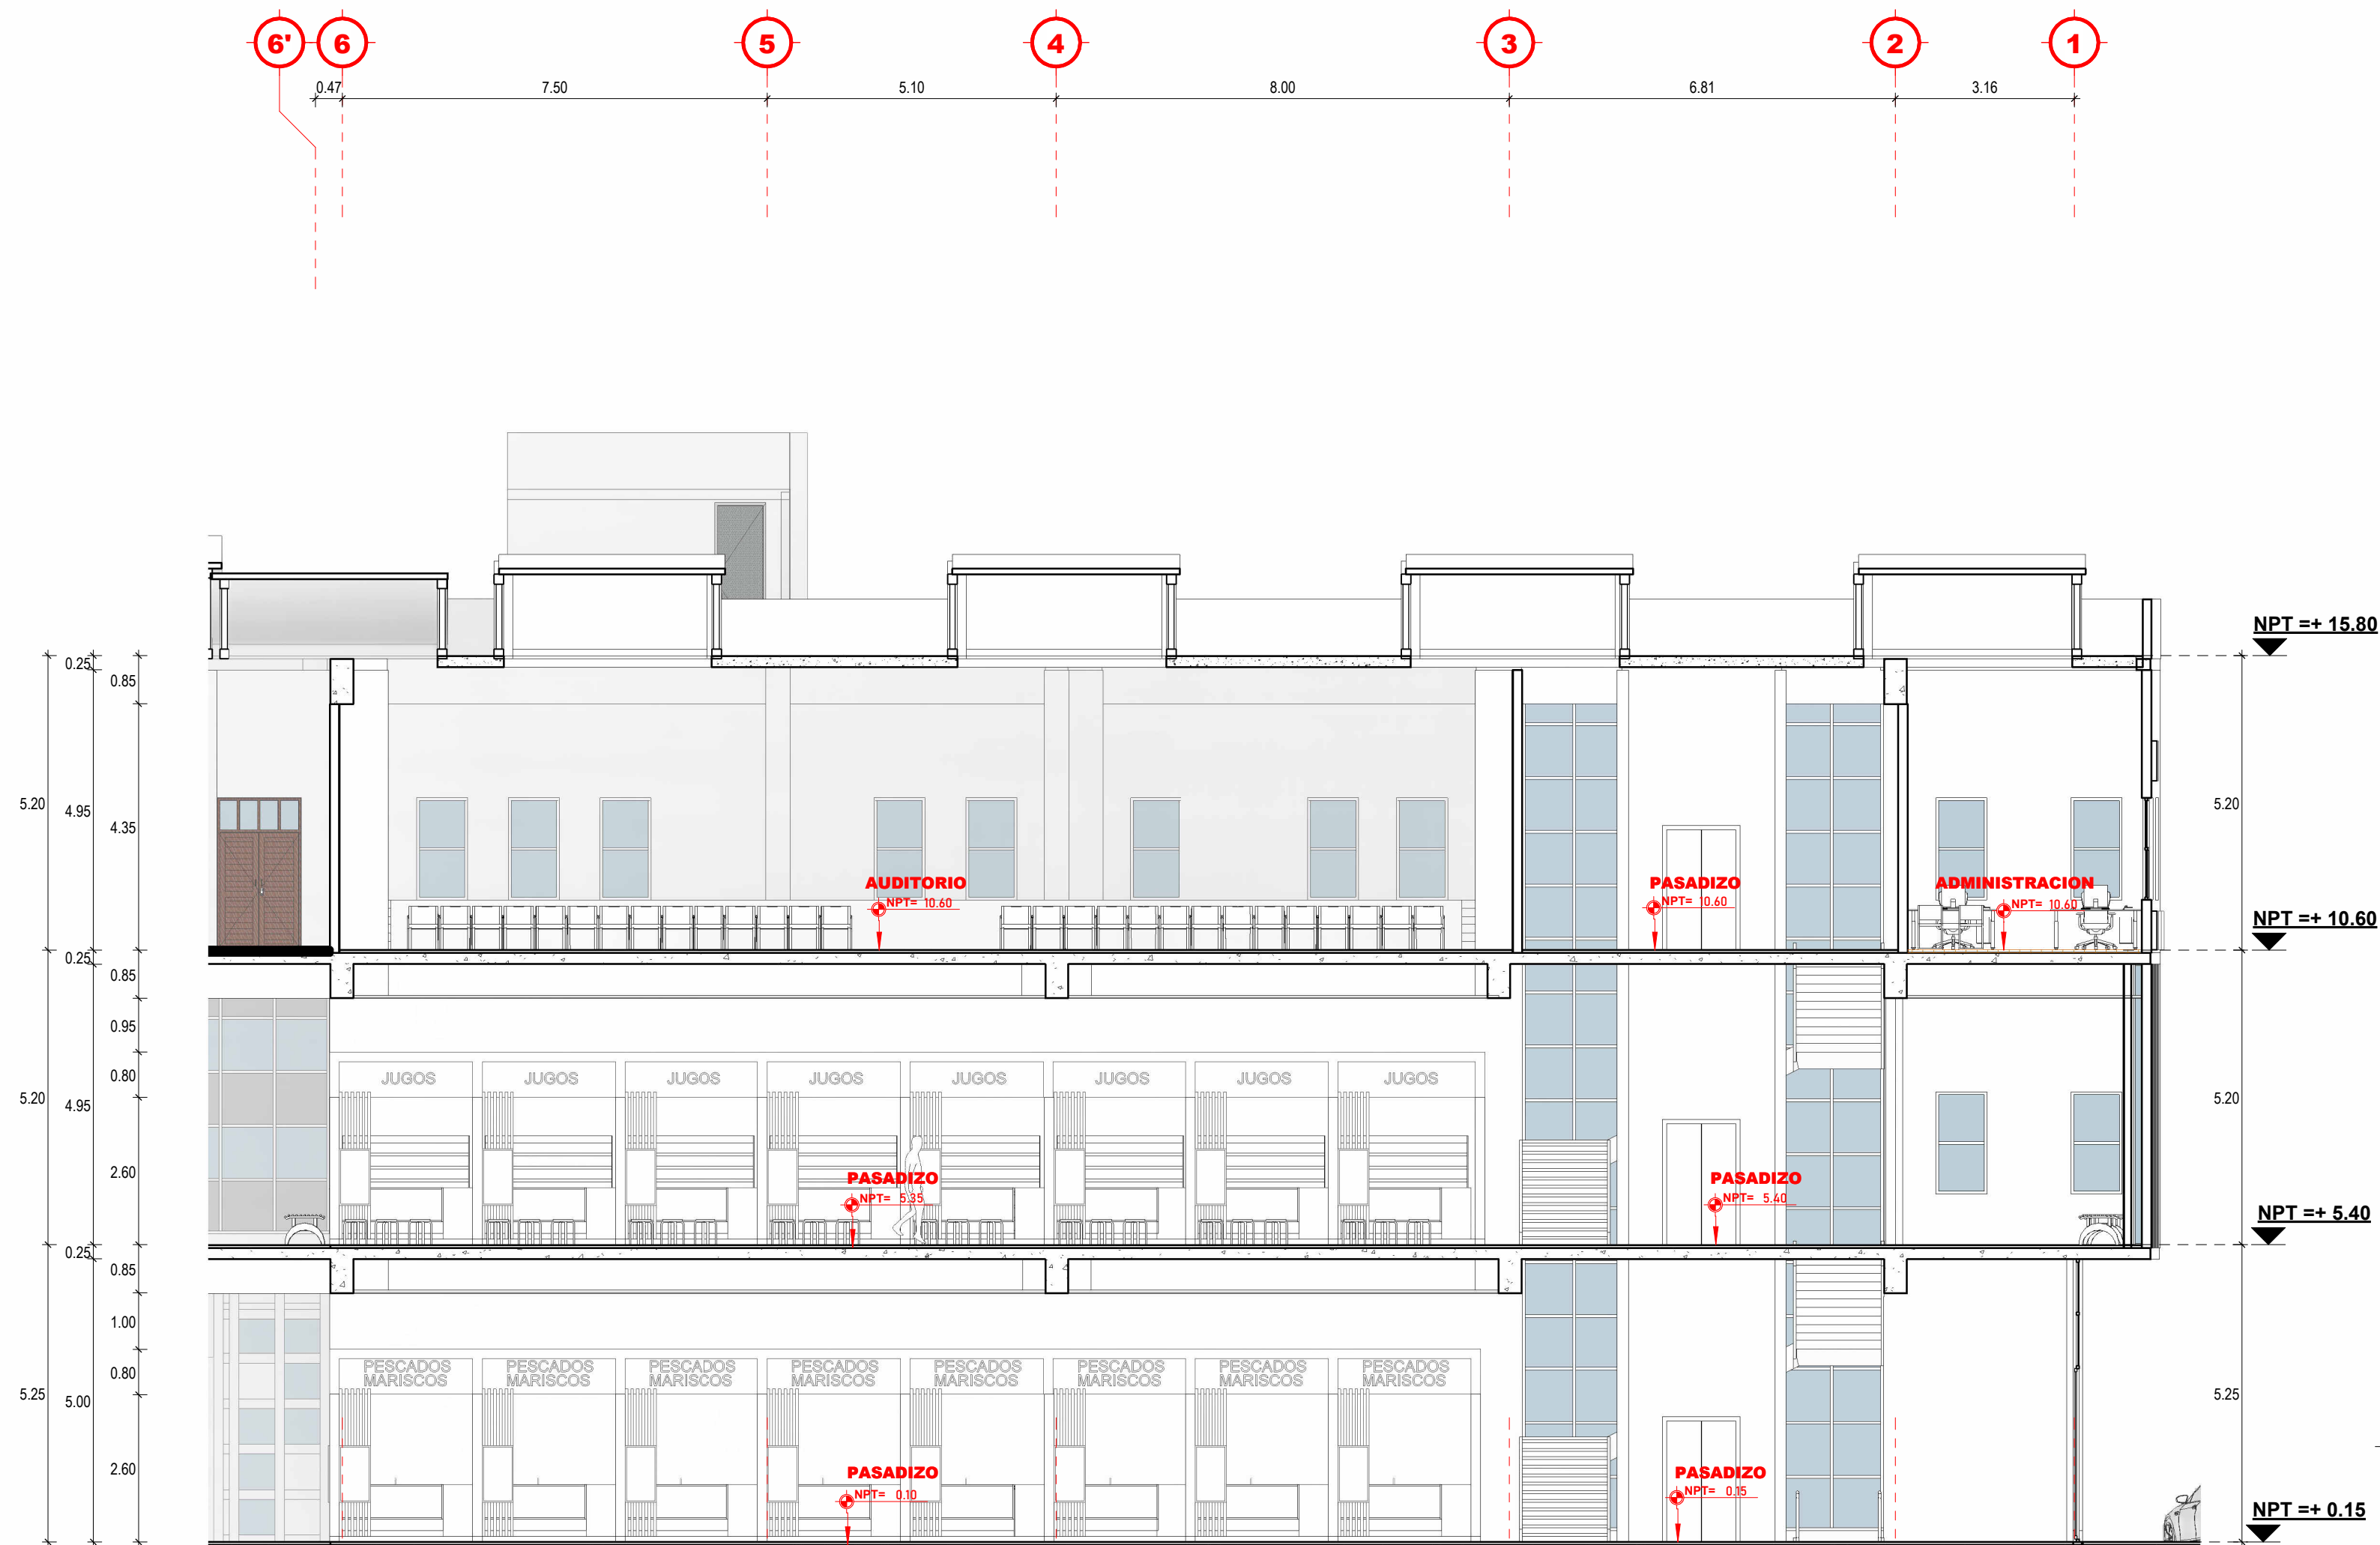 6' 6 5 4 3 2 1
0.47 7.50 5.10 8.00 6.81 3.16
NPT =+ 15.80
0.25
0.85
5.20 4.95 4.35 5.20
AUDITORIO PASADIZO ADMINISTRACION
NPT= 10.60 NPT= 10.60 NPT= 10.60
NPT =+ 10.60
0.25
0.85
0.95
0.80 JUGOS JUGOS JUGOS JUGOS JUGOS JUGOS JUGOS JUGOS
5.20 4.95 5.20
2.60
PASADIZO PASADIZO
NPT= 5.35 NPT= 5.40
NPT =+ 5.40
0.25
0.85
1.00
0.80
PESCADOS PESCADOS PESCADOS PESCADOS PESCADOS PESCADOS PESCADOS PESCADOS
MARISCOS MARISCOS MARISCOS MARISCOS MARISCOS MARISCOS MARISCOS MARISCOS
5.25 5.00 5.25
2.60
PASADIZO PASADIZO
NPT= 0.10 NPT= 0.15
NPT =+ 0.15